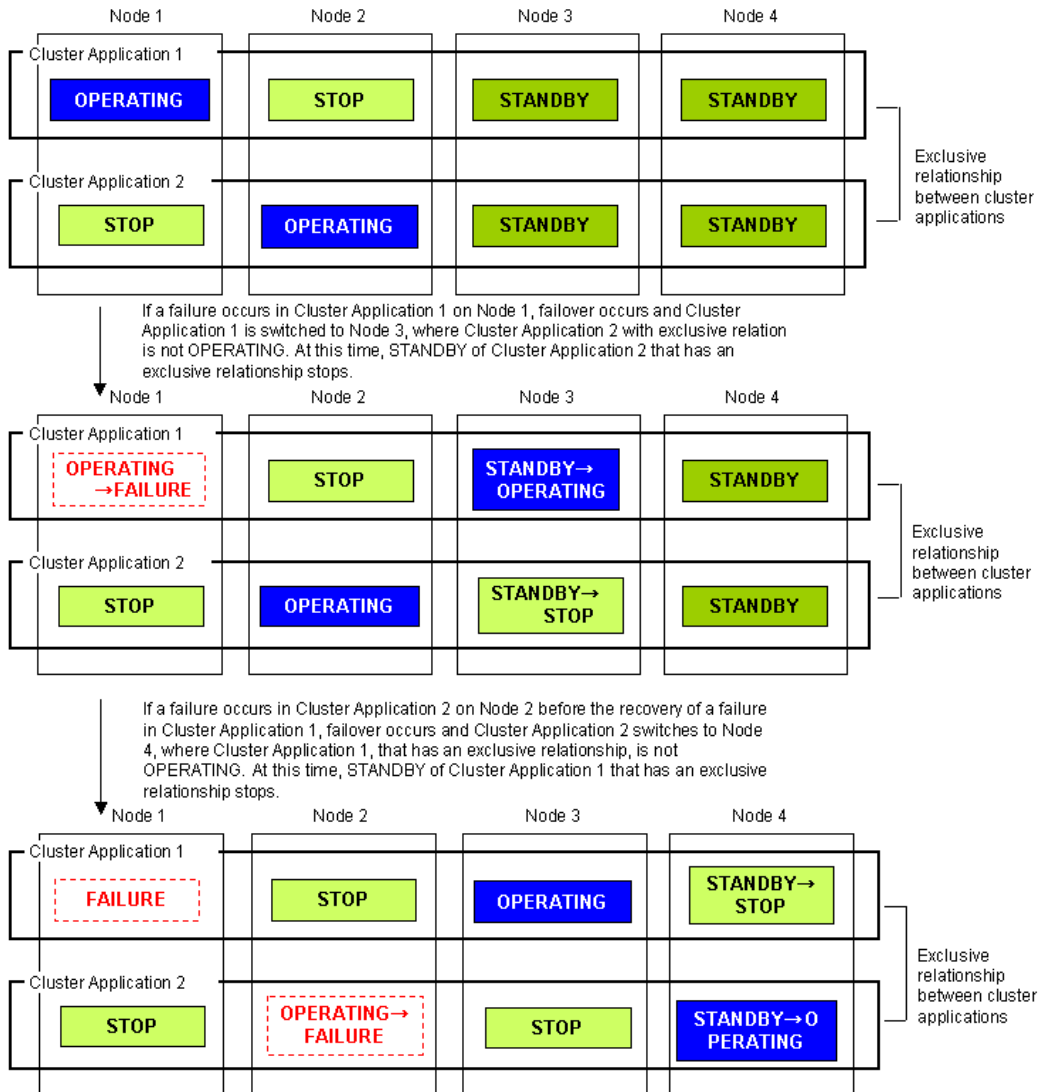 Node 1 Node 2 Node 3 Node 4
Cluster Application 1
OPERATING STOP STANDBY STANDBY
Cluster Application 2
STOP OPERATING STANDBY STANDBY
Exclusive
relationship
between cluster
applications
If a failure occurs in Cluster Application 1 on Node 1, failover occurs and Cluster
Application 1 is switched to Node 3, where Cluster Application 2 with exclusive relation
is not OPERATING. At this time, STANDBY of Cluster Application 2 that has an
exclusive relationship stops.
Node 1 Node 2 Node 3 Node 4
Cluster Application 1
OPERATING
→FAILURE
STOP
STANDBY→
OPERATING
STANDBY
Cluster Application 2
STOP
OPERATING
STANDBY→
STOP
STANDBY
Exclusive
relationship
between cluster
applications
If a failure occurs in Cluster Application 2 on Node 2 before the recovery of a failure
in Cluster Application 1, failover occurs and Cluster Application 2 switches to Node
4, where Cluster Application 1, that has an exclusive relationship, is not
OPERATING. At this time, STANDBY of Cluster Application 1 that has an exclusive
relationship stops.
Node 1 Node 2 Node 3 Node 4
Cluster Application 1
FAILURE
STOP
OPERATING
STANDBY→
STOP
Cluster Application 2
STOP
OPERATING→
FAILURE
STOP
STANDBY→O
PERATING
Exclusive
relationship
between cluster
applications